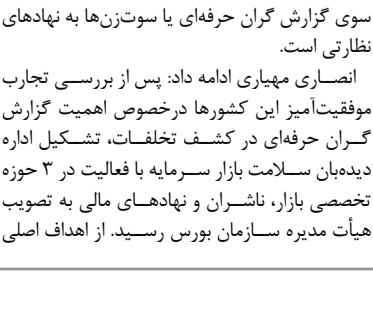 سوی گزارش گران حرفه‌ای یا سوت‌زن‌ها به نهادهای
نظارتی است.
انصاری مهیاری ادامه داد: پس از بررسی تجارب
موفقیت‌آمیز این کشورها درخصوص اهمیت گزارش
گران حرفه‌ای در کشف تخلفات، تشکیل اداره
دیده‌بان سلامت بازار سرمایه با فعالیت در ۳ حوزه
تخصصی بازار، ناشران و نهادهای مالی به تصویب
هیأت مدیره سازمان بورس رسید. از اهداف اصلی